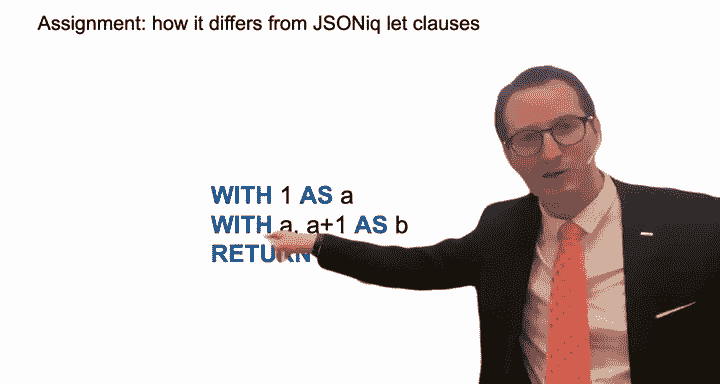 Assignment: how it differs from JSONiq let clauses
WITH 1 AS a
WITH a, a+1 AS b
RETURN